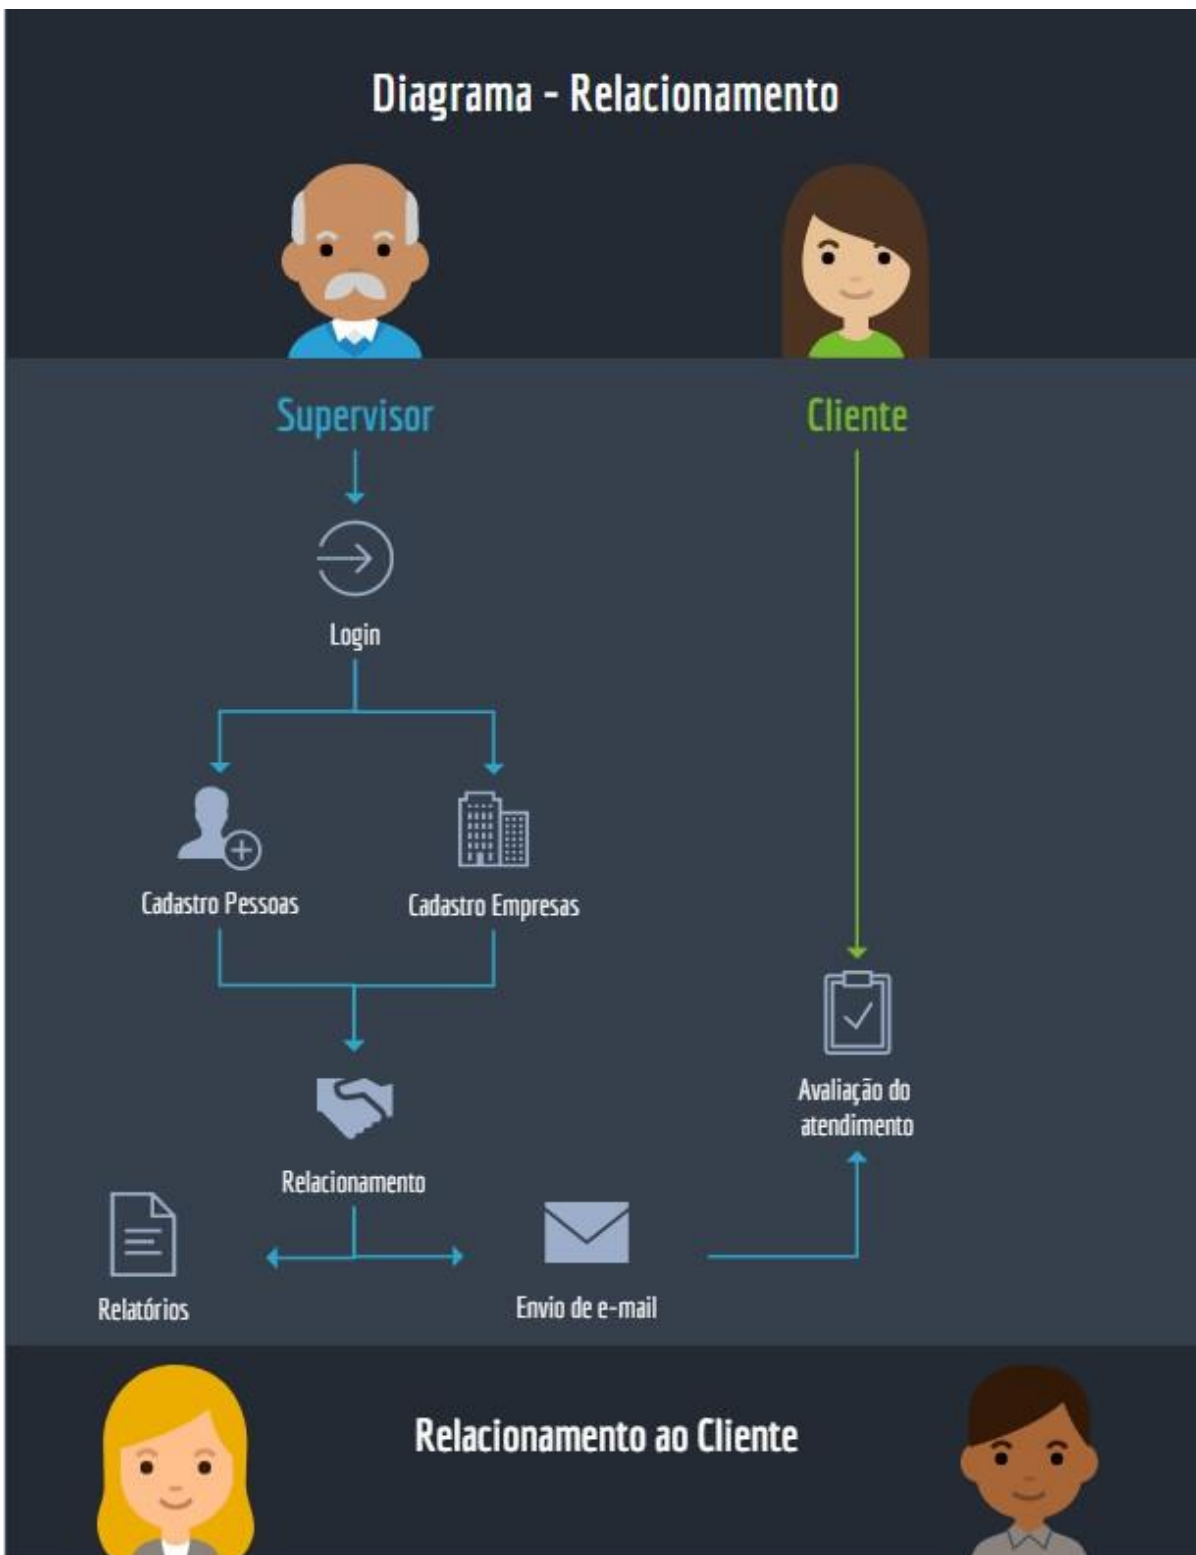 Diagrama - Relacionamento
Supervisor
Cliente
Login
Cadastro Pessoas
Cadastro Empresas
Avaliação do
atendimento
Relacionamento
Relatórios
Envio de e-mail
Relacionamento ao Cliente